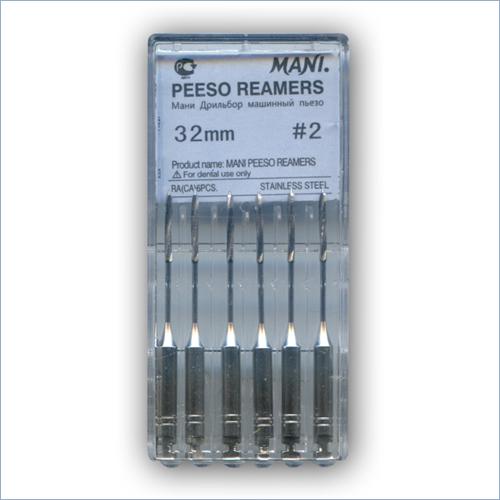 MANI.
PEESO REAMERS
Мани Дрильбор машинный пьезо
32mm #2
Product name: MANI PEESO REAMERS
⚠ For dental use only
RA(CA)6PCS. STAINLESS STEEL